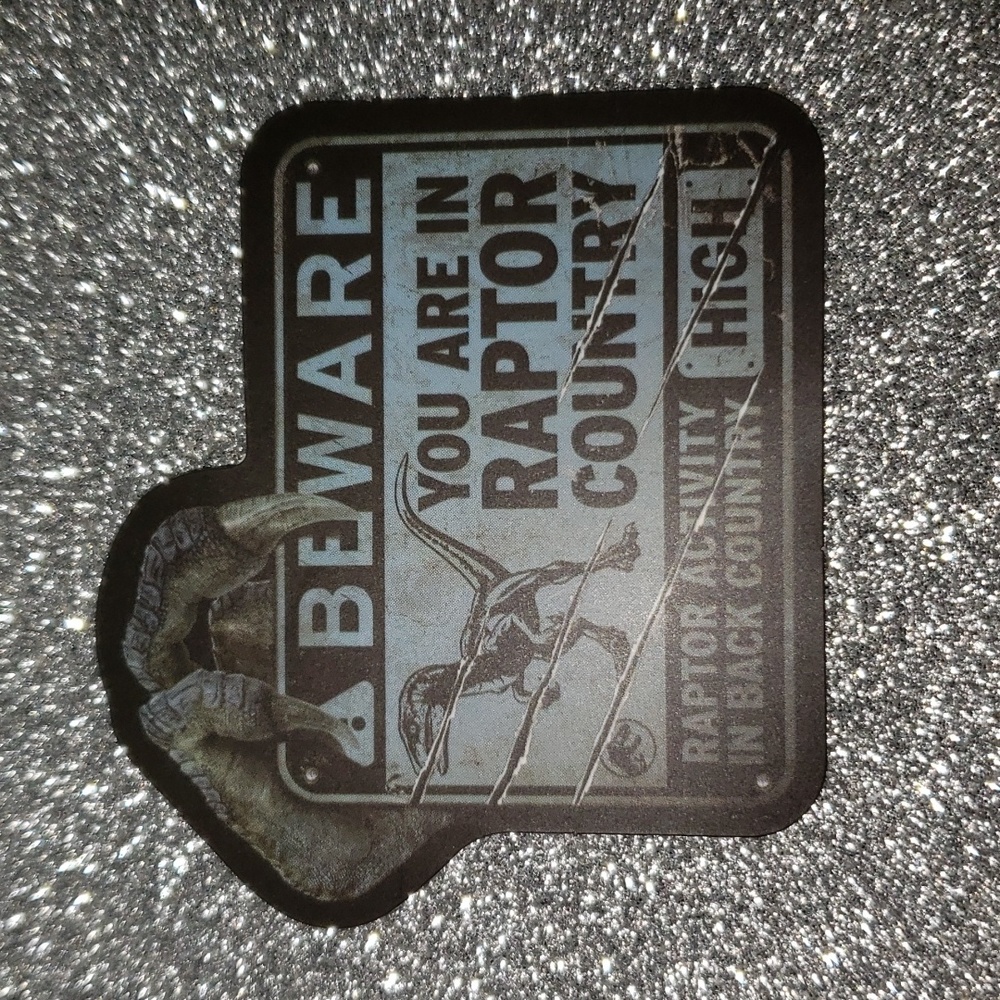 BEWARE
YOU ARE IN
RAPTOR
COUNTRY
RAPTOR ACTIVITY
IN BACK COUNTRY
HIGH